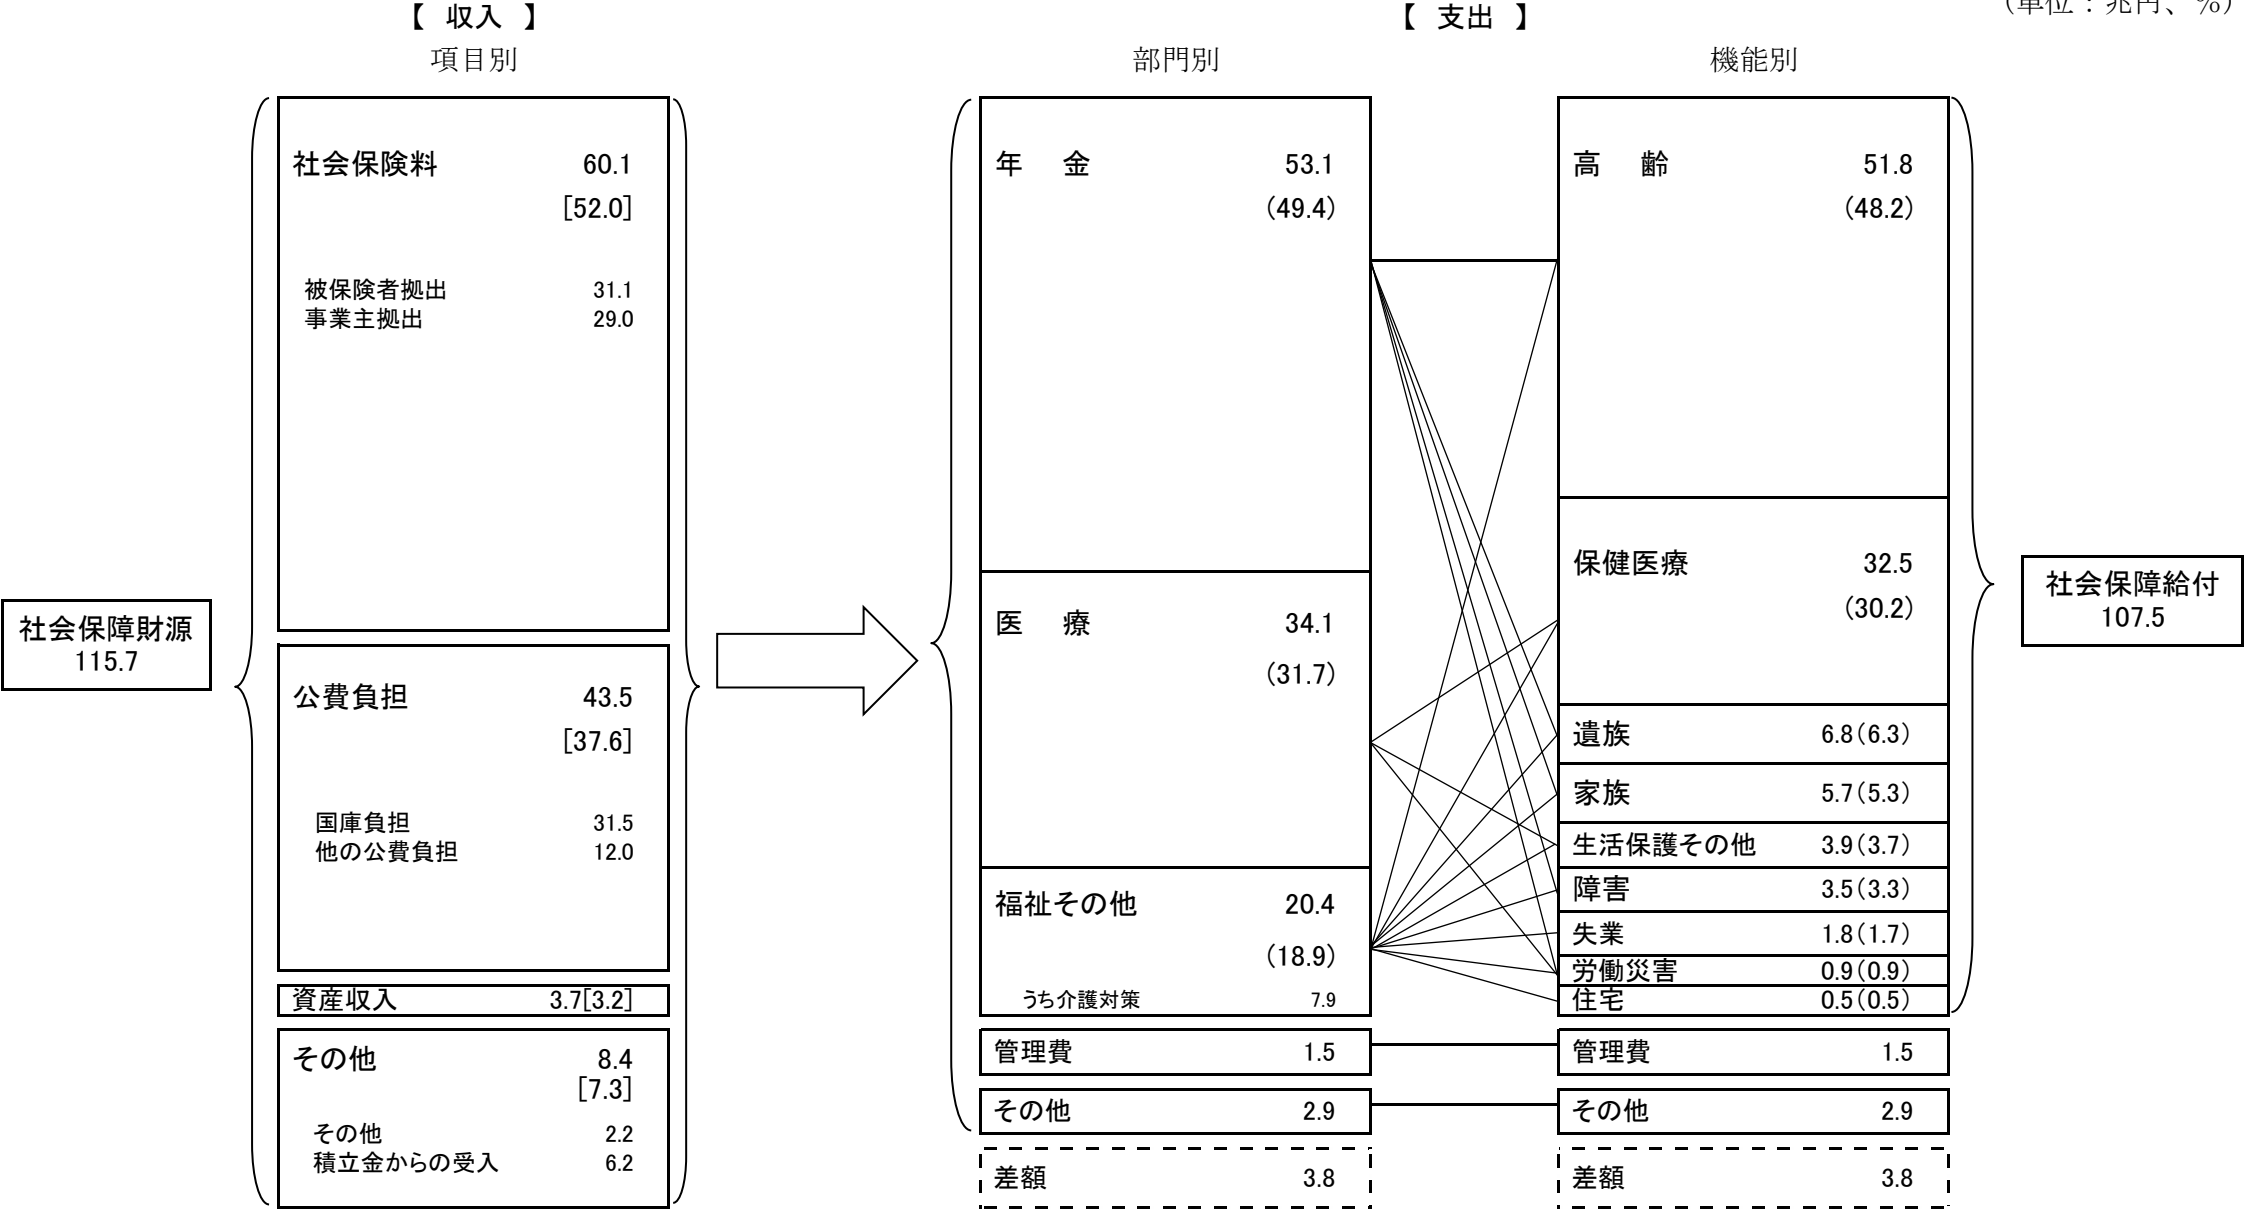 【 収入 】
項目別
社会保障財源
115.7
社会保険料 60.1
[52.0]
被保険者拠出 31.1
事業主拠出 29.0
公費負担 43.5
[37.6]
国庫負担 31.5
他の公費負担 12.0
資産収入 3.7[3.2]
その他 8.4
[7.3]
その他 2.2
積立金からの受入 6.2
【 支出 】
(単位：兆円、%)
部門別
年 金 53.1
(49.4)
医 療 34.1
(31.7)
福祉その他 20.4
(18.9)
うち介護対策 7.9
管理費 1.5
その他 2.9
差額 3.8
機能別
高 齢 51.8
(48.2)
保健医療 32.5
(30.2)
遺族 6.8(6.3)
家族 5.7(5.3)
生活保護その他 3.9(3.7)
障害 3.5(3.3)
失業 1.8(1.7)
労働災害 0.9(0.9)
住宅 0.5(0.5)
管理費 1.5
その他 2.9
差額 3.8
社会保障給付
107.5